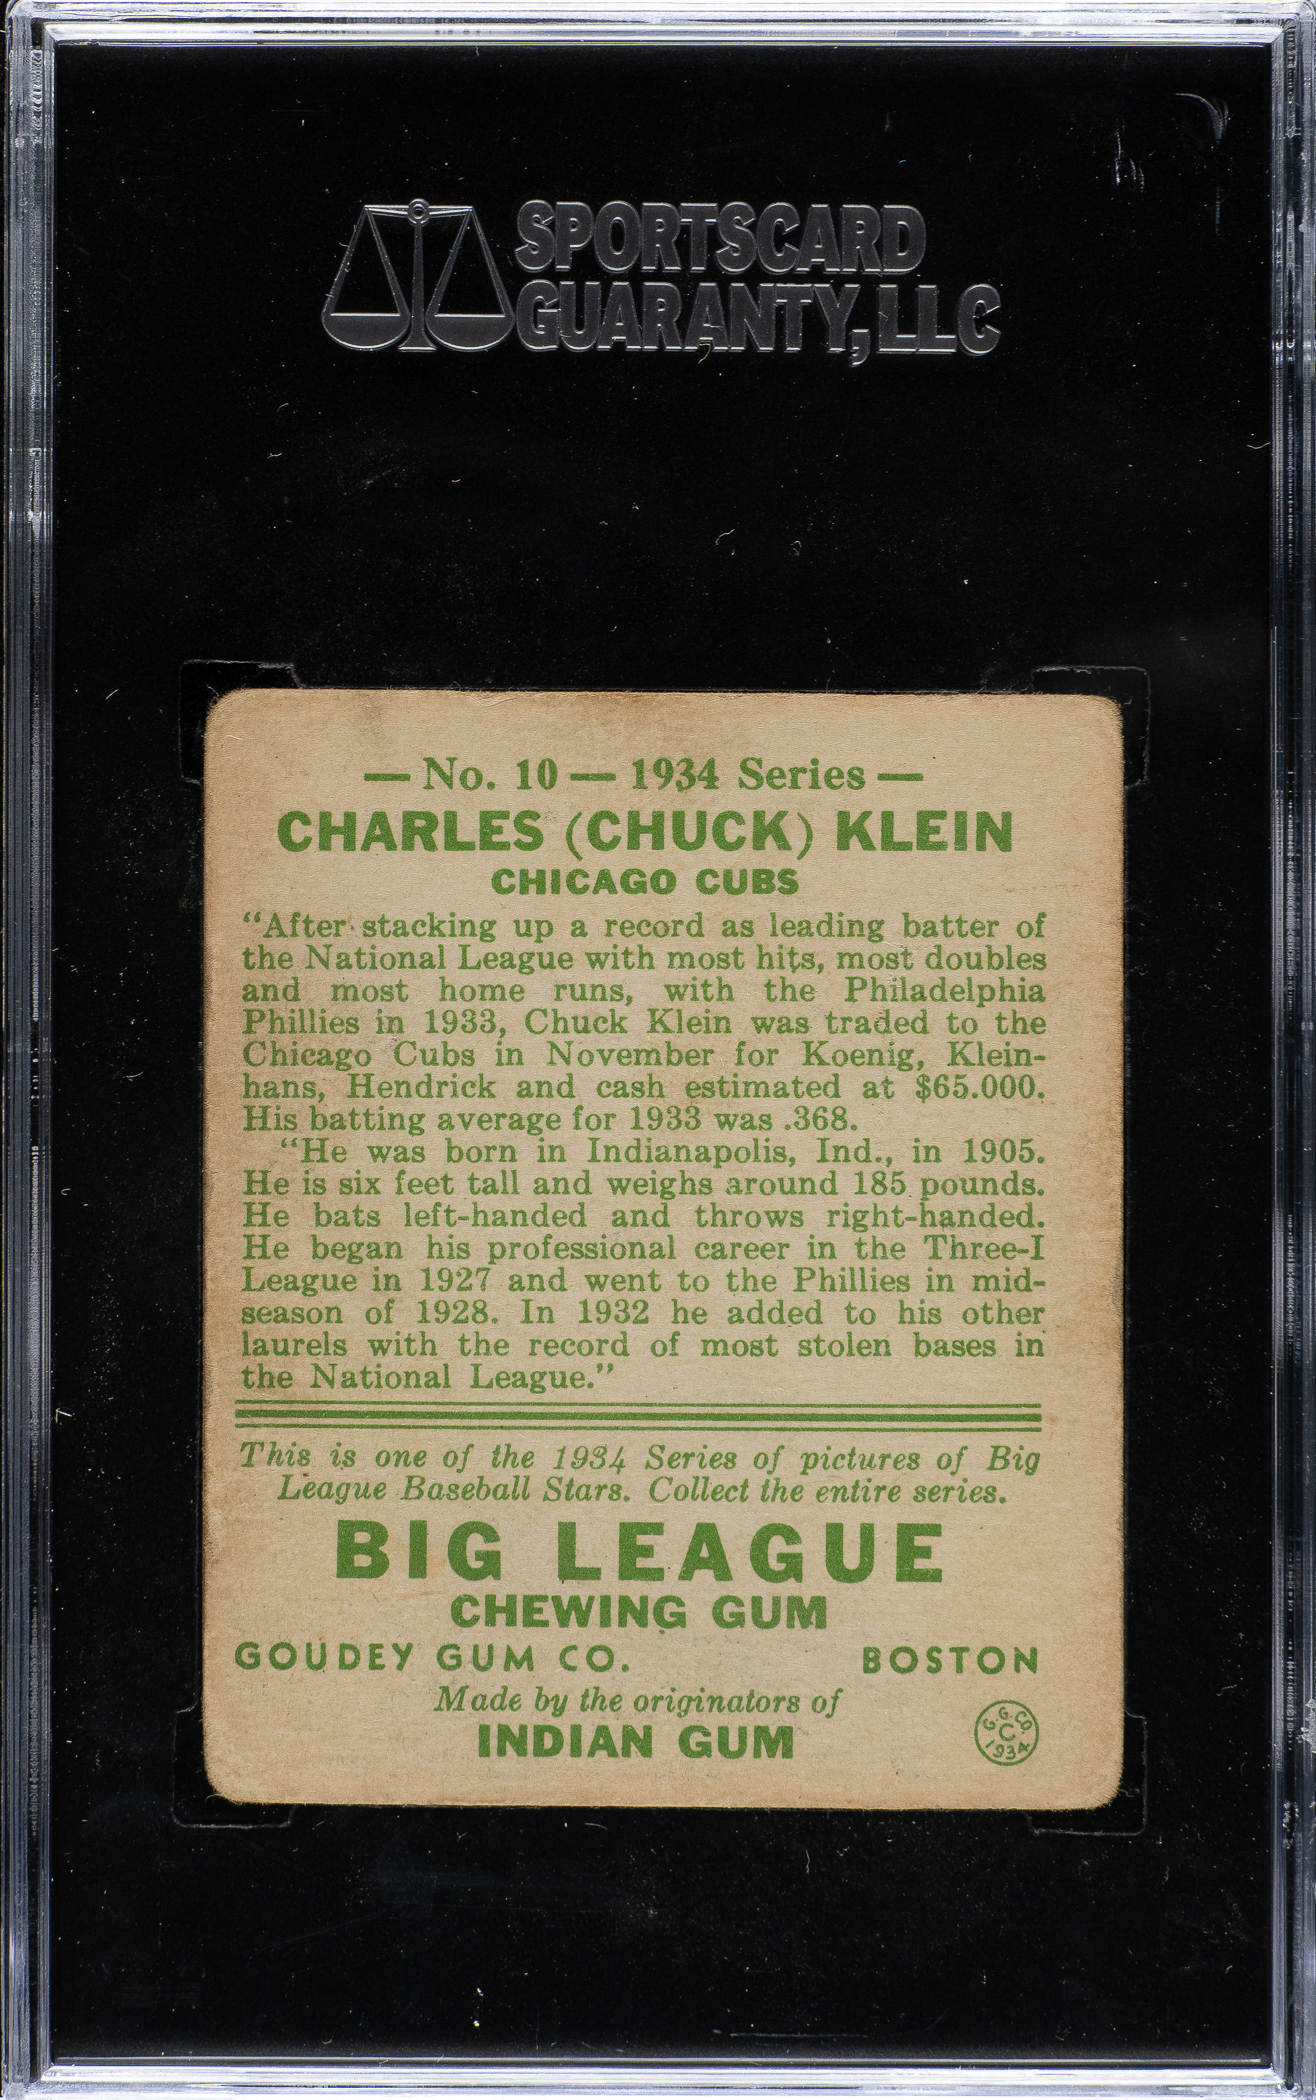 SPORTSCARD
GUARANTY, LLC
— No. 10 — 1934 Series —
CHARLES (CHUCK) KLEIN
CHICAGO CUBS
“After stacking up a record as leading batter of
the National League with most hits, most doubles
and most home runs, with the Philadelphia
Phillies in 1933, Chuck Klein was traded to the
Chicago Cubs in November for Koenig, Klein-
hans, Hendrick and cash estimated at $65.000.
His batting average for 1933 was .368.
“He was born in Indianapolis, Ind., in 1905.
He is six feet tall and weighs around 185 pounds.
He bats left-handed and throws right-handed.
He began his professional career in the Three-I
League in 1927 and went to the Phillies in mid-
season of 1928. In 1932 he added to his other
laurels with the record of most stolen bases in
the National League.”
This is one of the 1934 Series of pictures of Big
League Baseball Stars. Collect the entire series.
BIG LEAGUE
CHEWING GUM
GOUDEY GUM CO. BOSTON
Made by the originators of
INDIAN GUM
G. G. CO.
C
1934